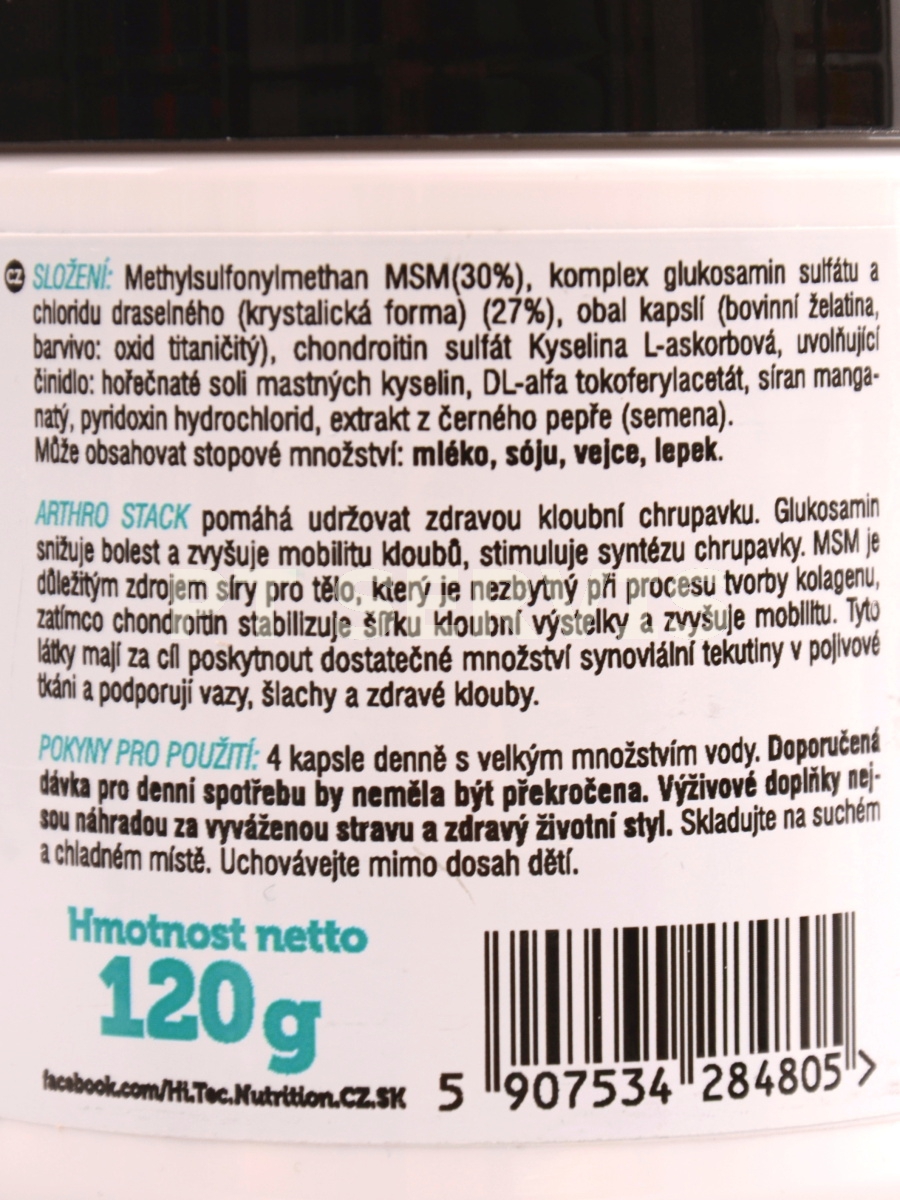 CZ SLOŽENÍ: Methylsulfonylmethan MSM(30%), komplex glukosamin sulfátu a
chloridu draselného (krystalická forma) (27%), obal kapslí (bovinní želatina,
barvivo: oxid titaničitý), chondroitin sulfát Kyselina L-askorbová, uvolňující
činidlo: hořečnaté soli mastných kyselin, DL-alfa tokoferylacetát, síran manga-
natý, pyridoxin hydrochlorid, extrakt z černého pepře (semena).
Může obsahovat stopové množství: mléko, sóju, vejce, lepek.
ARTHRO STACK pomáhá udržovat zdravou kloubní chrupavku. Glukosamin
snižuje bolest a zvyšuje mobilitu kloubů, stimuluje syntézu chrupavky. MSM je
důležitým zdrojem síry pro tělo, který je nezbytný při procesu tvorby kolagenu,
zatímco chondroitin stabilizuje šířku kloubní výstelky a zvyšuje mobilitu. Tyto
látky mají za cíl poskytnout dostatečné množství synoviální tekutiny v pojivové
tkáni a podporují vazy, šlachy a zdravé klouby.
POKYNY PRO POUŽITÍ: 4 kapsle denně s velkým množstvím vody. Doporučená
dávka pro denní spotřebu by neměla být překročena. Výživové doplňky nej-
sou náhradou za vyváženou stravu a zdravý životní styl. Skladujte na suchém
a chladném místě. Uchovávejte mimo dosah dětí.
Hmotnost netto
120 g
facebook.com/Hi.Tec.Nutrition.CZ.SK
5 907534 284805 >